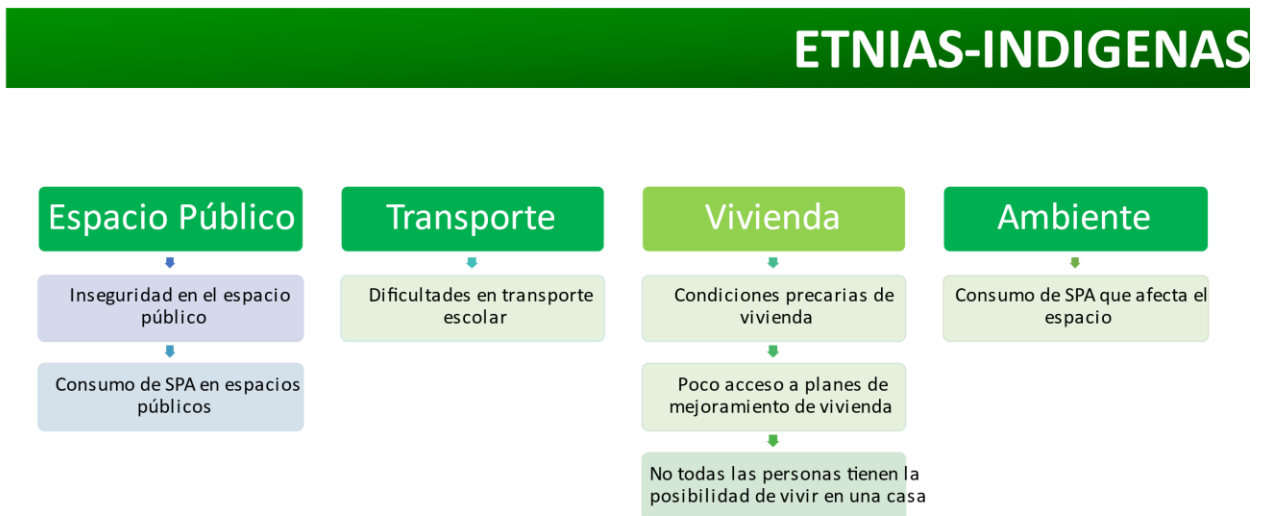 ETNIAS-INDIGENAS
Espacio Público
Inseguridad en el espacio
público
Consumo de SPA en espacios
públicos
Transporte
Dificultades en transporte
escolar
Vivienda
Condiciones precarias de
vivienda
Poco acceso a planes de
mejoramiento de vivienda
No todas las personas tienen la
posibilidad de vivir en una casa
Ambiente
Consumo de SPA que afecta el
espacio